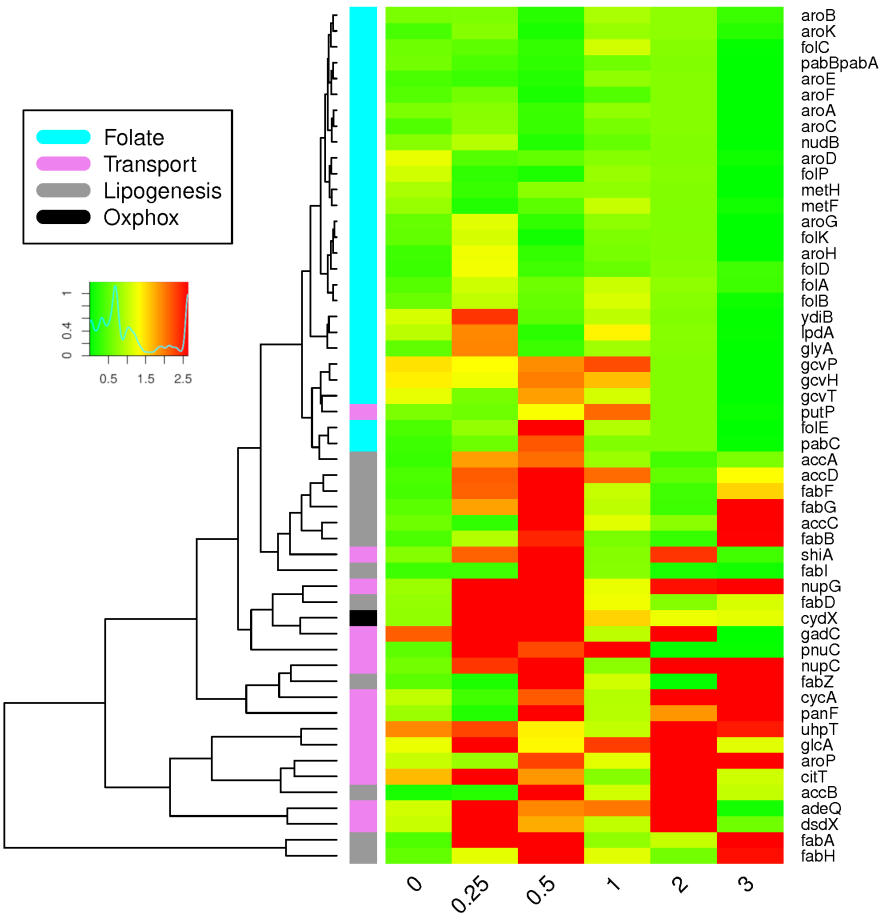 aroB
aroK
folC
pabBpabA
aroE
aroF
aroA
aroC
nudB
aroD
folP
metH
metF
aroG
folK
aroH
folD
folA
folB
ydiB
lpdA
glyA
gcvP
gcvH
gcvT
putP
folE
pabC
accA
accD
fabF
fabG
accC
fabB
shiA
fabI
nupG
fabD
cydX
gadC
pnuC
nupC
fabZ
cycA
panF
uhpT
glcA
aroP
citT
accB
adeQ
dsdX
fabA
fabH
Folate
Transport
Lipogenesis
Oxphox
1
0.4
0
0.5 1.5 2.5
0 0.25 0.5 1 2 3